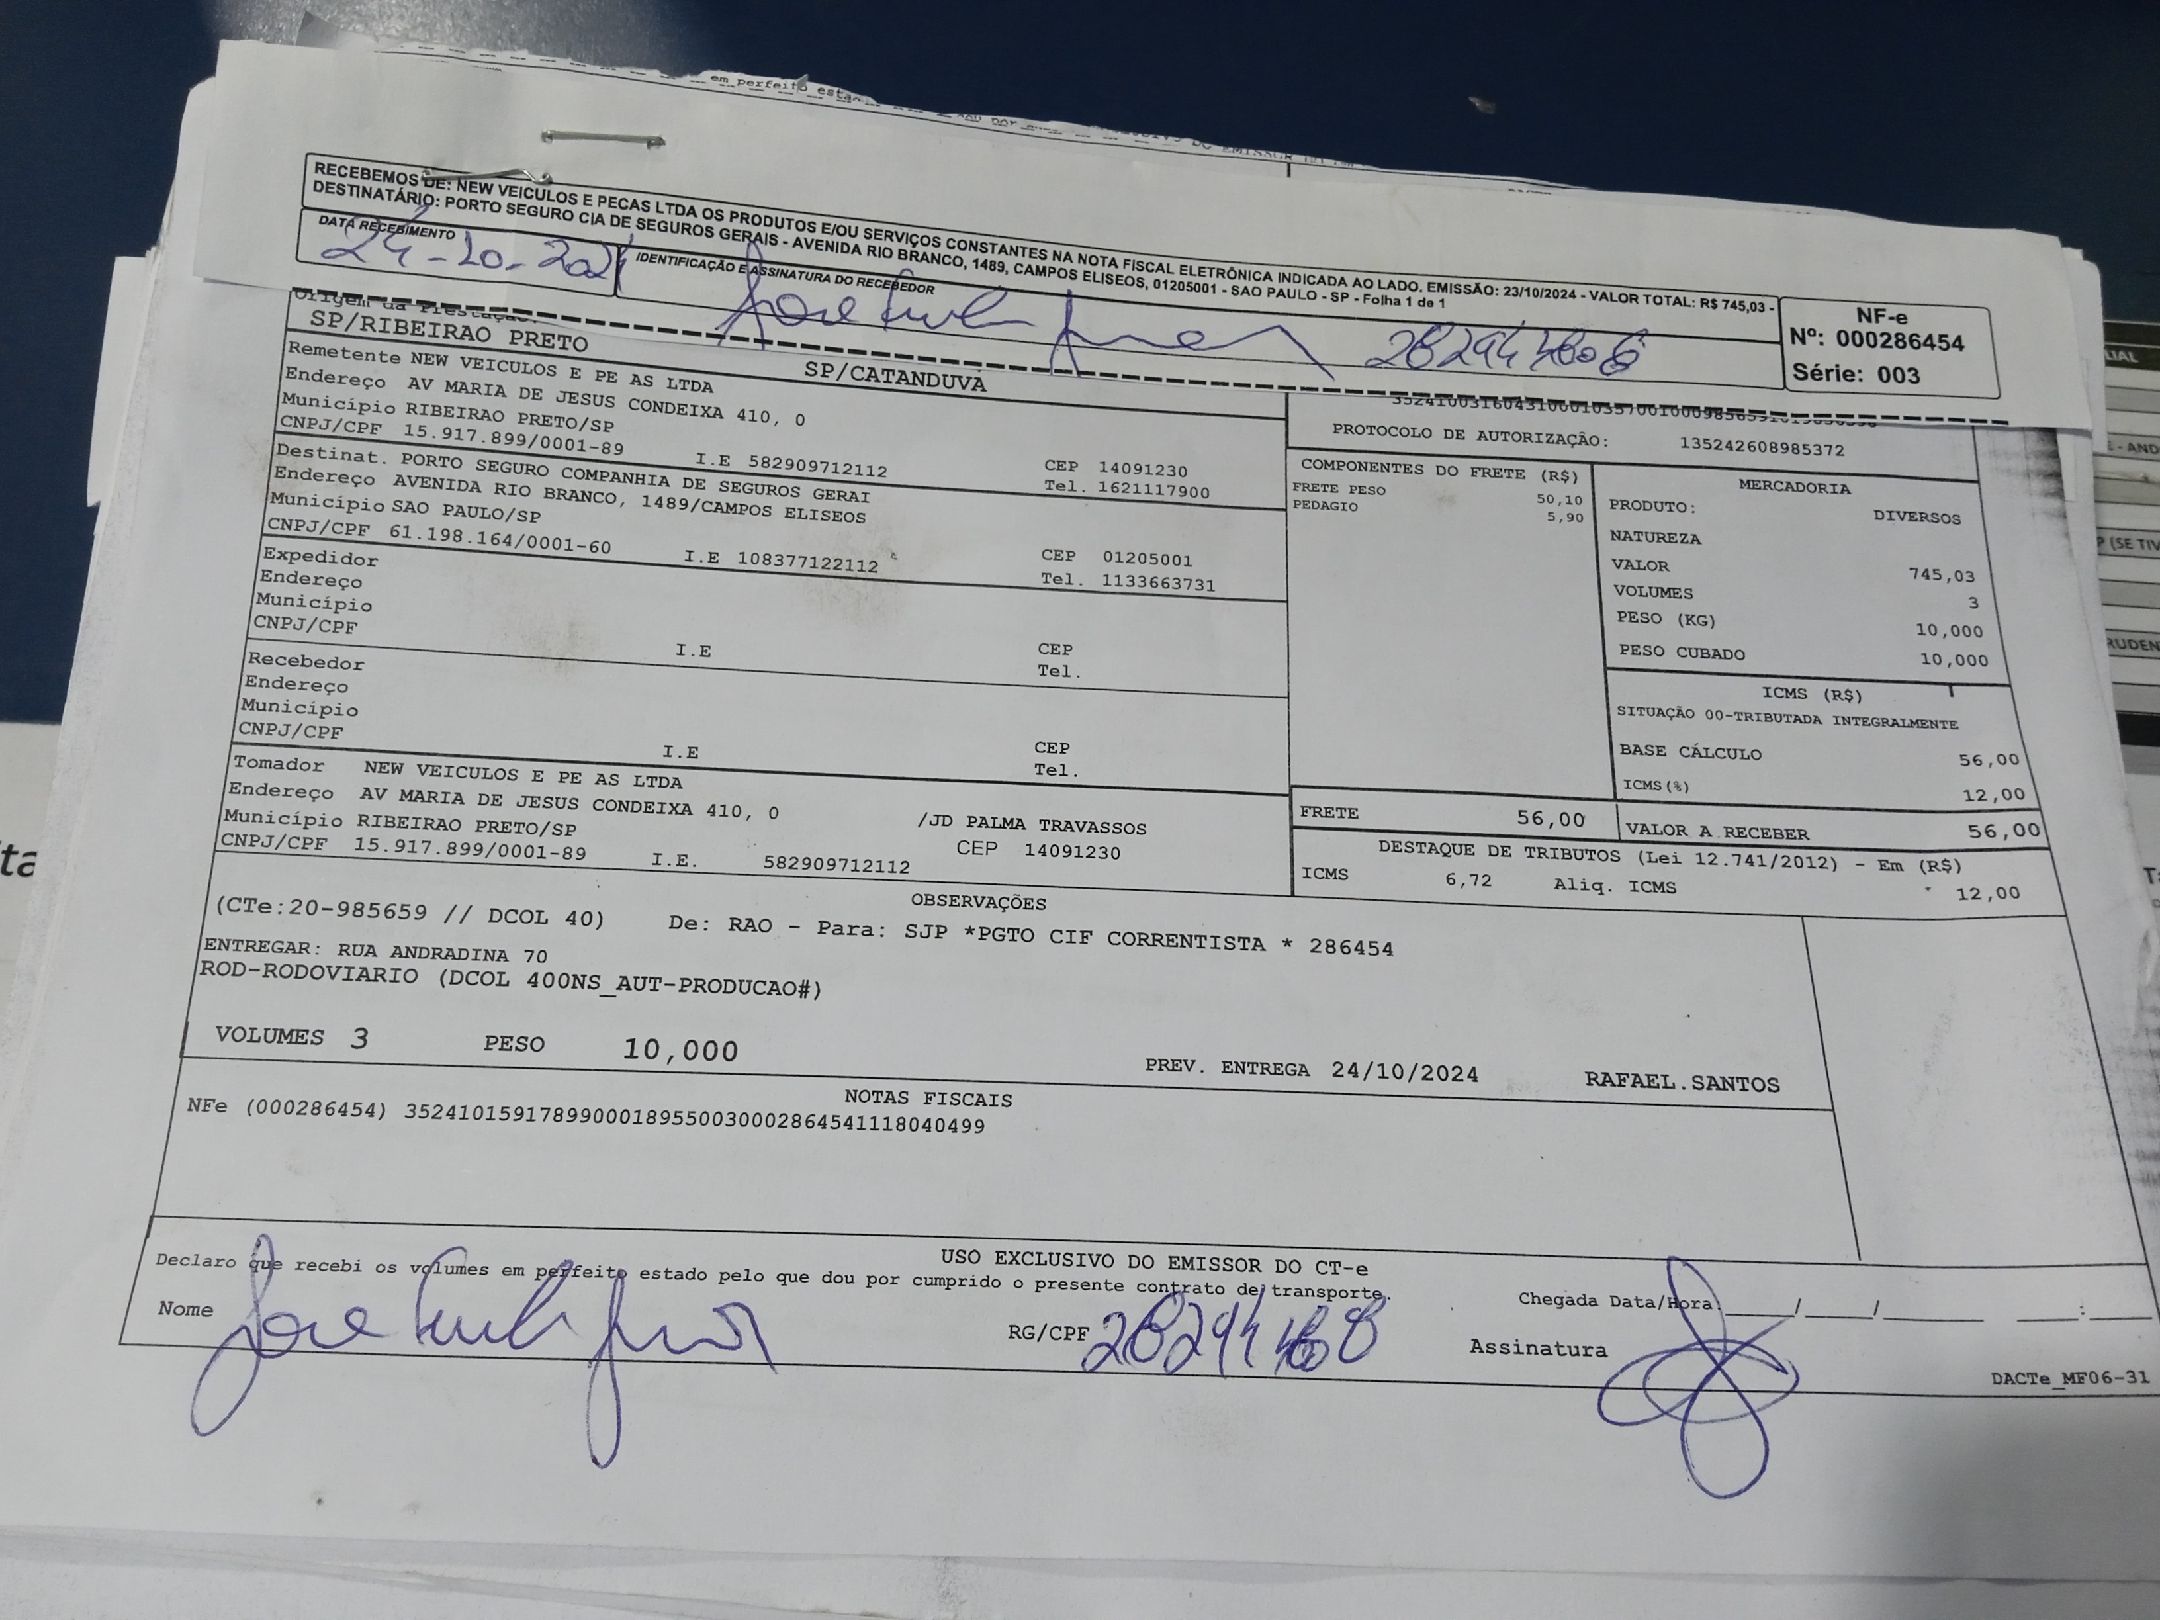 em perfeito estad
RECEBEMOS DE: NEW VEICULOS E PECAS LTDA OS PRODUTOS E/OU SERVIÇOS CONSTANTES NA NOTA FISCAL ELETRÔNICA INDICADA AO LADO. EMISSÃO: 23/10/2024 - VALOR TOTAL: R$ 745,03 -
DESTINATÁRIO: PORTO SEGURO CIA DE SEGUROS GERAIS - AVENIDA RIO BRANCO, 1489, CAMPOS ELISEOS, 01205001 - SAO PAULO - SP - Folha 1 de 1
DATA RECEBIMENTO
24-10-2024
IDENTIFICAÇÃO E ASSINATURA DO RECEBEDOR
NF-e
Nº: 000286454
Série: 003
Origem da Prestação
SP/RIBEIRAO PRETO
SP/CATANDUVA
Remetente NEW VEICULOS E PE AS LTDA
Endereço AV MARIA DE JESUS CONDEIXA 410, 0
Município RIBEIRAO PRETO/SP
CNPJ/CPF 15.917.899/0001-89 I.E 582909712112 CEP 14091230
Tel. 1621117900
Destinat. PORTO SEGURO COMPANHIA DE SEGUROS GERAI
Endereço AVENIDA RIO BRANCO, 1489/CAMPOS ELISEOS
Município SAO PAULO/SP
CNPJ/CPF 61.198.164/0001-60 I.E 108377122112 CEP 01205001
Tel. 1133663731
Expedidor
Endereço
Município
CNPJ/CPF I.E CEP
Tel.
Recebedor
Endereço
Município
CNPJ/CPF I.E CEP
Tel.
Tomador NEW VEICULOS E PE AS LTDA
Endereço AV MARIA DE JESUS CONDEIXA 410, 0 /JD PALMA TRAVASSOS
Município RIBEIRAO PRETO/SP CEP 14091230
CNPJ/CPF 15.917.899/0001-89 I.E. 582909712112
PROTOCOLO DE AUTORIZAÇÃO: 135242608985372
COMPONENTES DO FRETE (R$)
FRETE PESO 50,10
PEDAGIO 5,90
MERCADORIA
PRODUTO: DIVERSOS
NATUREZA
VALOR 745,03
VOLUMES 3
PESO (KG) 10,000
PESO CUBADO 10,000
ICMS (R$)
SITUAÇÃO 00-TRIBUTADA INTEGRALMENTE
BASE CÁLCULO 56,00
ICMS(%) 12,00
FRETE 56,00 VALOR A RECEBER 56,00
DESTAQUE DE TRIBUTOS (Lei 12.741/2012) - Em (R$)
ICMS 6,72 Aliq. ICMS 12,00
OBSERVAÇÕES
(CTe:20-985659 // DCOL 40) De: RAO - Para: SJP *PGTO CIF CORRENTISTA * 286454
ENTREGAR: RUA ANDRADINA 70
ROD-RODOVIARIO (DCOL 400NS_AUT-PRODUCAO#)
VOLUMES 3 PESO 10,000 PREV. ENTREGA 24/10/2024 RAFAEL.SANTOS
NOTAS FISCAIS
NFe (000286454) 35241015917899000189550030002864541118040499
USO EXCLUSIVO DO EMISSOR DO CT-e
Declaro que recebi os volumes em perfeito estado pelo que dou por cumprido o presente contrato de transporte.
Nome
RG/CPF
Chegada Data/Hora: / / :
Assinatura
DACTe_MF06-31